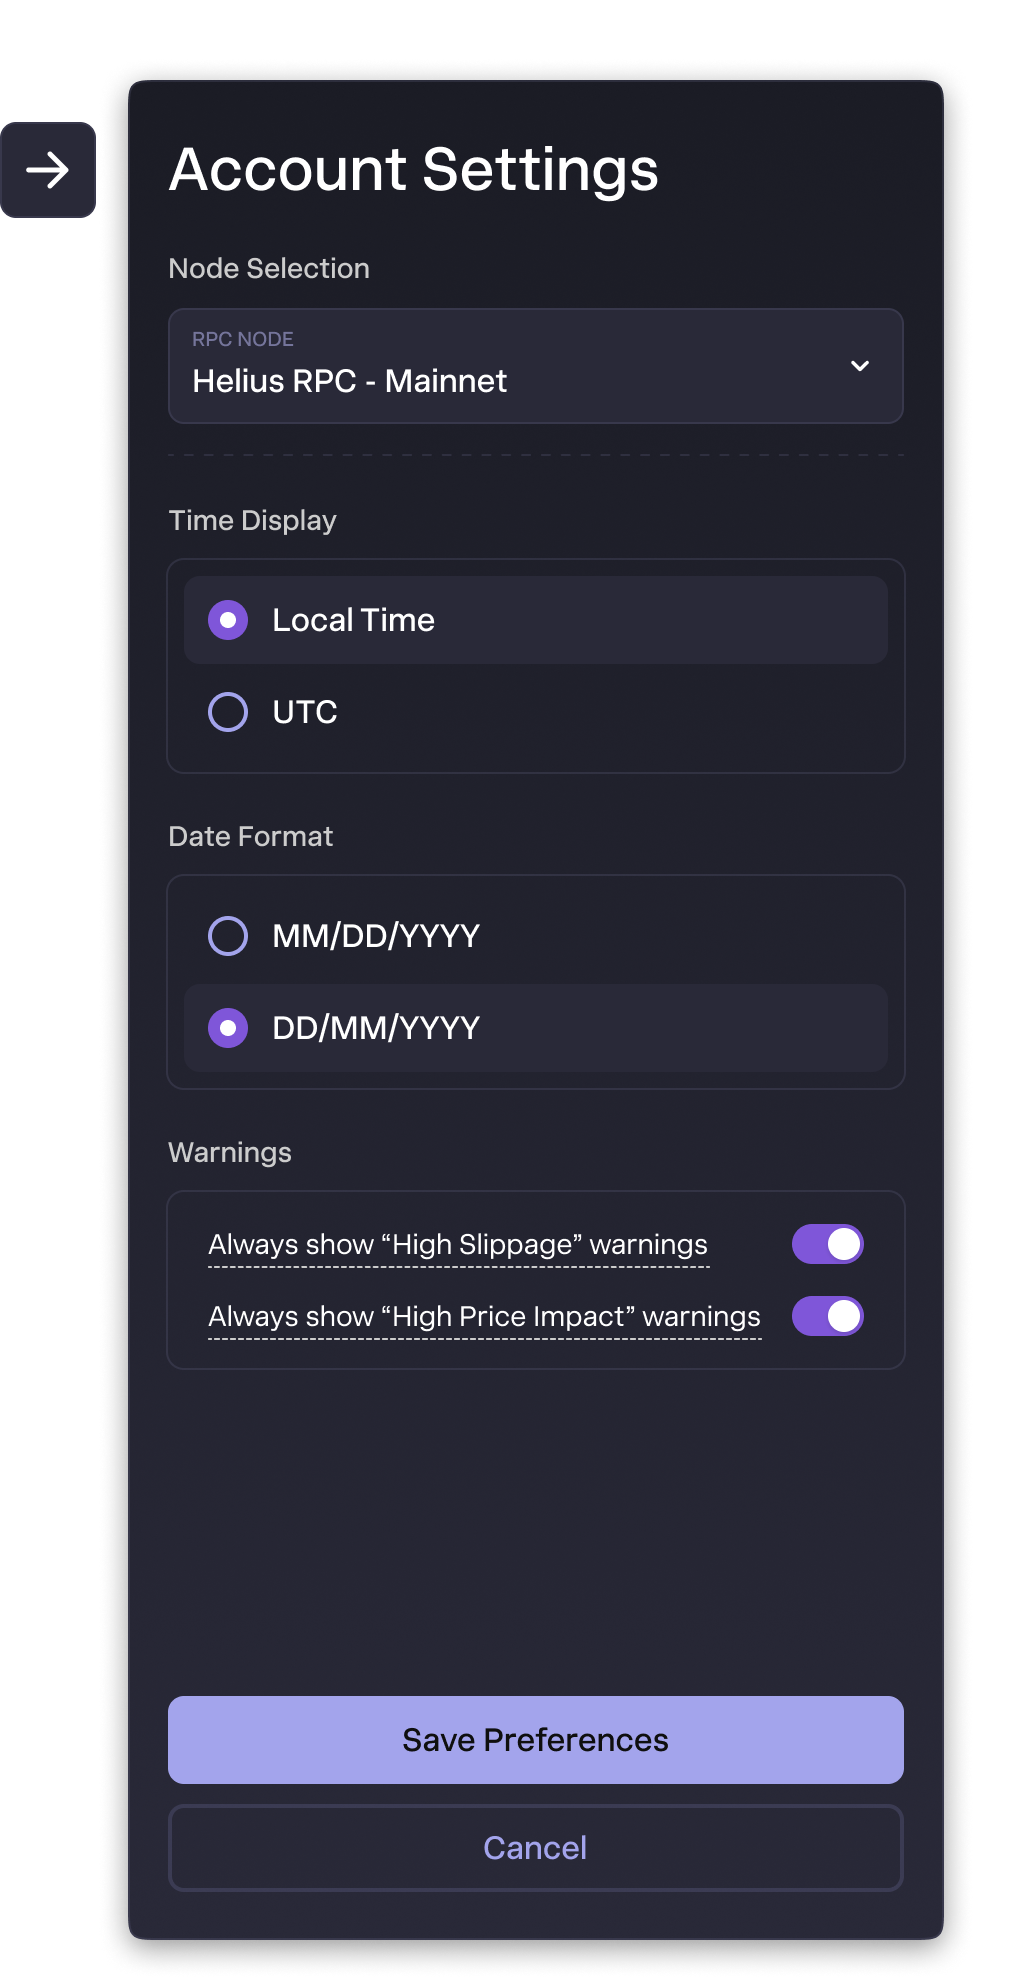 Account Settings
Node Selection
RPC NODE
Helius RPC - Mainnet
Time Display
Local Time
UTC
Date Format
MM/DD/YYYY
DD/MM/YYYY
Warnings
Always show “High Slippage” warnings
Always show “High Price Impact” warnings
Save Preferences
Cancel